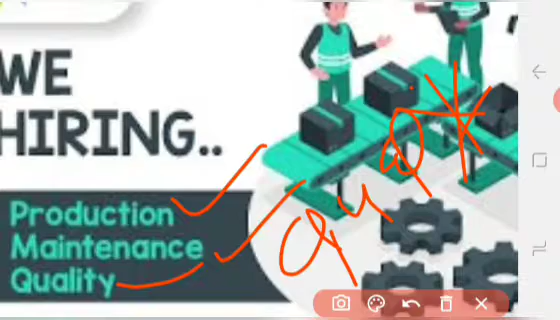 WE
HIRING..
Production
Maintenance
Quality